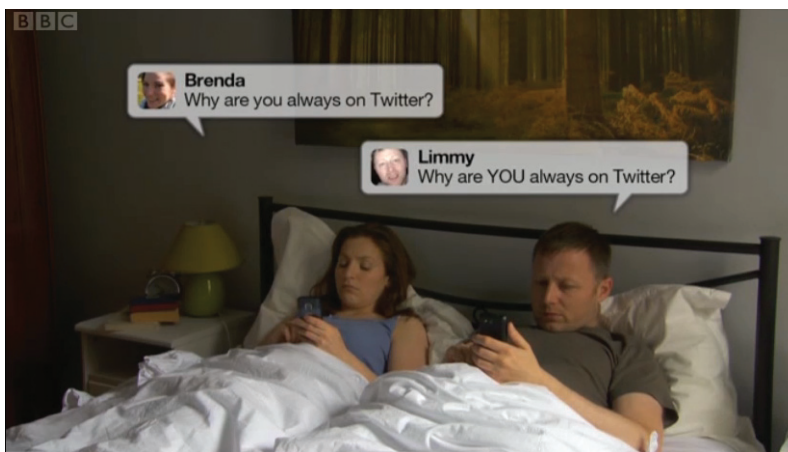 BBC
Brenda
Why are you always on Twitter?
Limmy
Why are YOU always on Twitter?